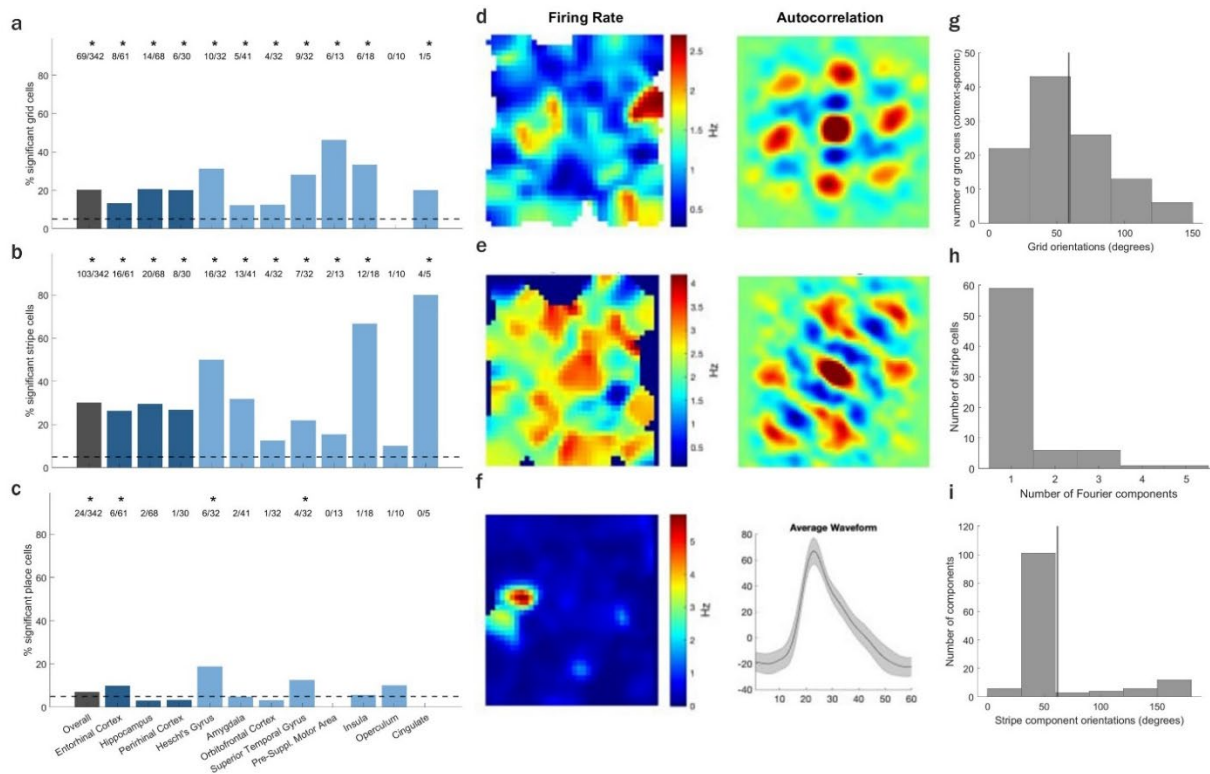 a
% significant grid cells
80
60
40
20
0
* * * * * * * * * * *
69/342 8/61 14/68 6/30 10/32 5/41 4/32 9/32 6/13 6/18 0/10 1/5
b
% significant stripe cells
80
60
40
20
0
* * * * * * * * * * *
103/342 16/61 20/68 8/30 16/32 13/41 4/32 7/32 2/13 12/18 1/10 4/5
c
% significant place cells
80
60
40
20
0
* * * *
24/342 6/61 2/68 1/30 6/32 2/41 1/32 4/32 0/13 1/18 1/10 0/5
Overall
Entorhinal Cortex
Hippocampus
Perirhinal Cortex
Heschl's Gyrus
Amygdala
Orbitofrontal Cortex
Superior Temporal Gyrus
Pre-Suppl. Motor Area
Insula
Operculum
Cingulate
d
Firing Rate
Autocorrelation
2.5
2
1.5
1
0.5
Hz
e
4
3.5
3
2.5
2
1.5
1
0.5
Hz
f
5
4
3
2
1
0
Hz
Average Waveform
80
60
40
20
0
-20
-40
10 20 30 40 50 60
g
Number of grid cells (context-specific)
50
40
30
20
10
0
0 50 100 150
Grid orientations (degrees)
h
Number of stripe cells
60
50
40
30
20
10
0
1 2 3 4 5
Number of Fourier components
i
Number of components
120
100
80
60
40
20
0
0 50 100 150
Stripe component orientations (degrees)